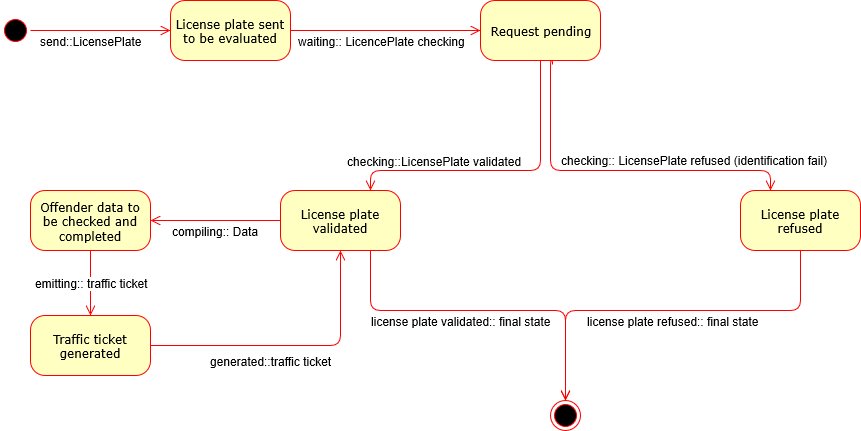 License plate sent
to be evaluated
Request pending
send::LicensePlate
waiting:: LicencePlate checking
checking::LicensePlate validated
checking:: LicensePlate refused (identification fail)
Offender data to
be checked and
completed
License plate
validated
License plate
refused
compiling:: Data
emitting:: traffic ticket
license plate validated:: final state
license plate refused:: final state
Traffic ticket
generated
generated::traffic ticket